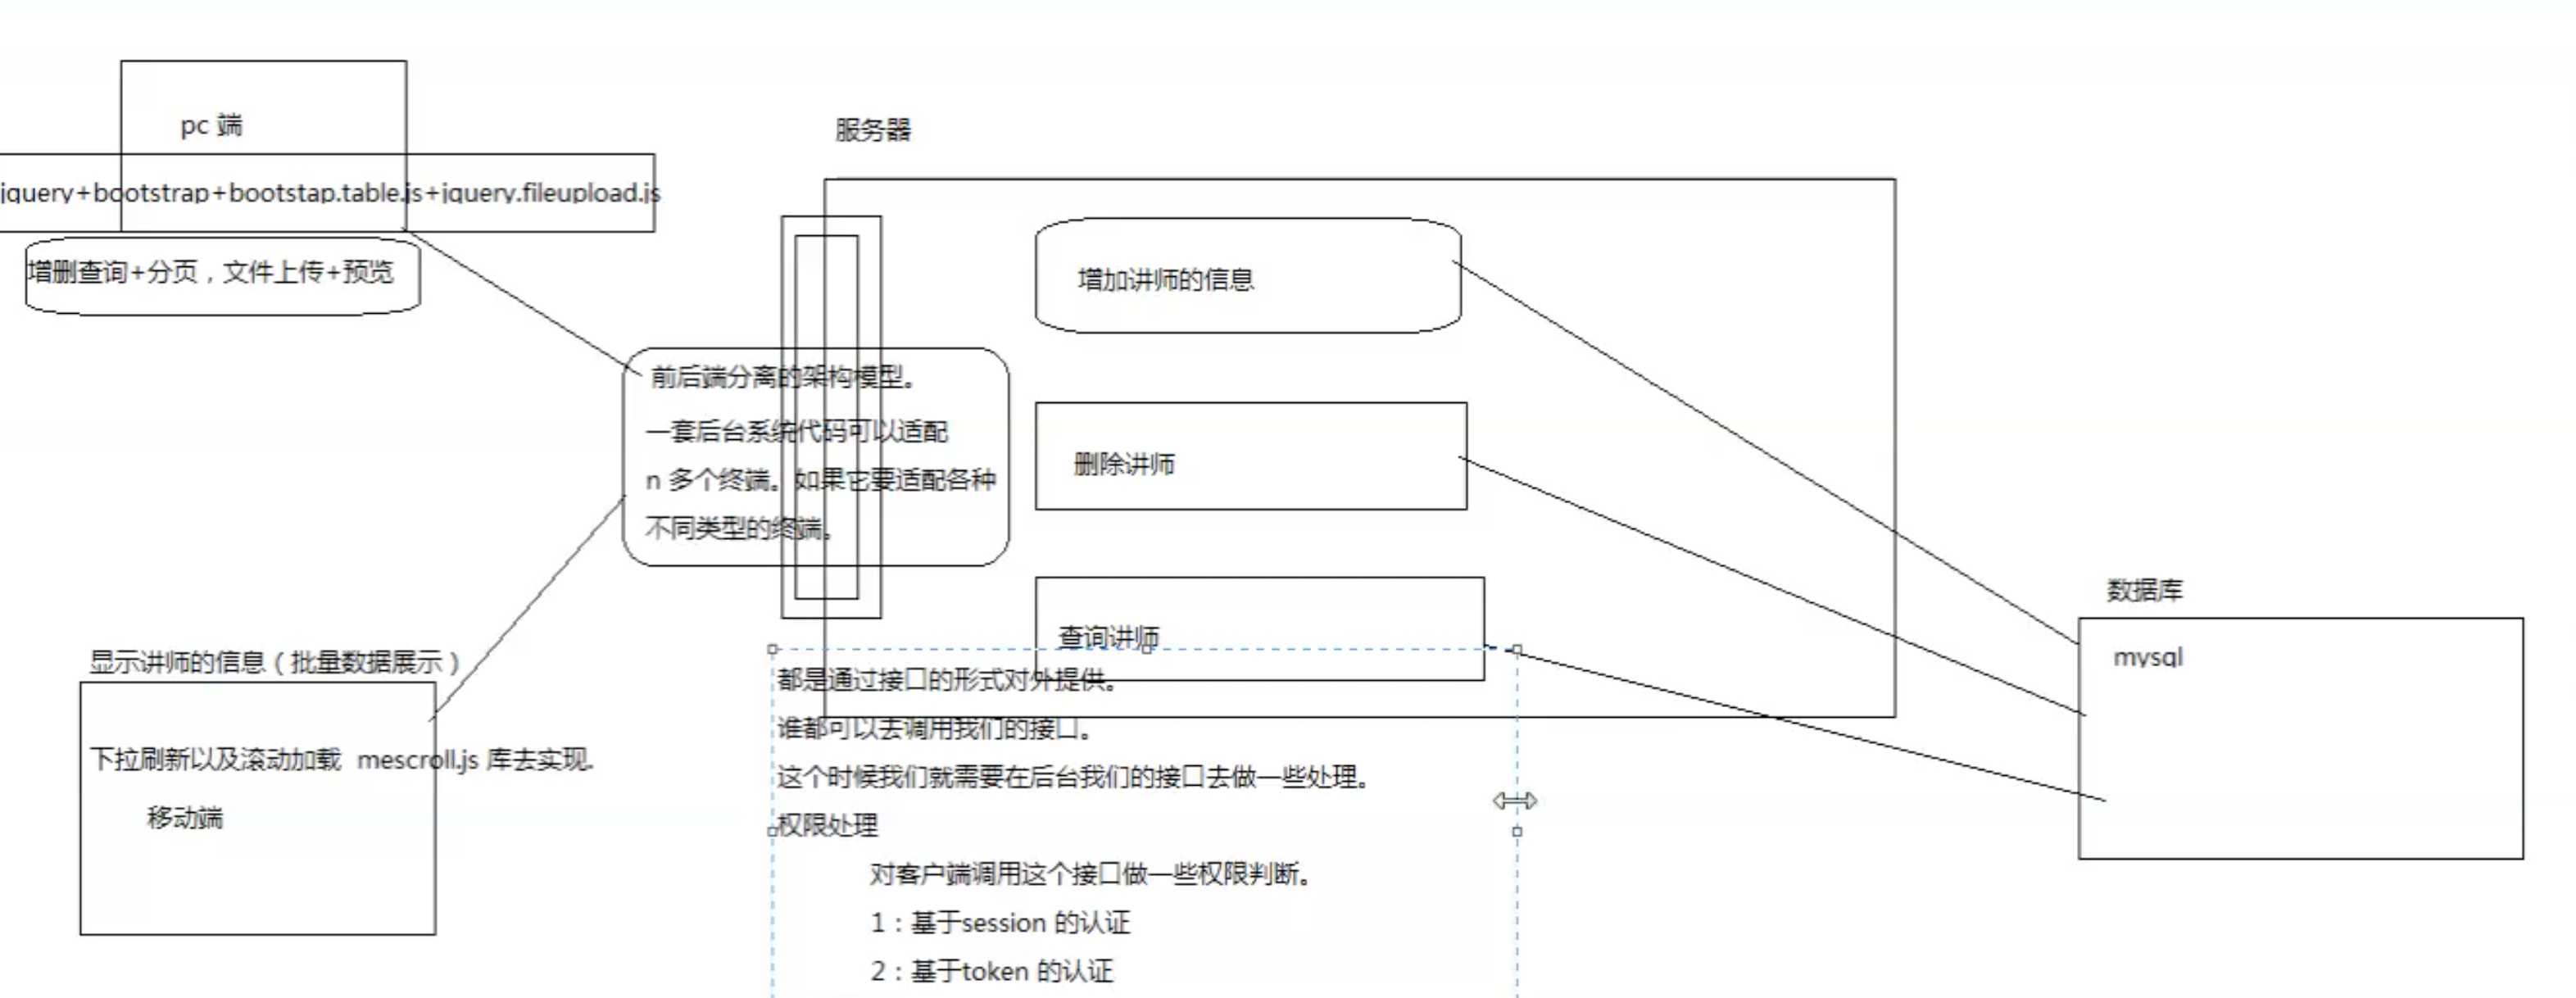 pc 端
jquery+bootstrap+bootstap.table.js+jquery.fileupload.js
增删查询+分页，文件上传+预览
显示讲师的信息（批量数据展示）
下拉刷新以及滚动加载 mescroll.js 库去实现.
移动端
服务器
前后端分离的架构模型。
一套后台系统代码可以适配
n 多个终端。如果它要适配各种
不同类型的终端。
增加讲师的信息
删除讲师
查询讲师
都是通过接口的形式对外提供。
谁都可以去调用我们的接口。
这个时候我们就需要在后台我们的接口去做一些处理。
权限处理
对客户端调用这个接口做一些权限判断。
1：基于session 的认证
2：基于token 的认证
数据库
mysql